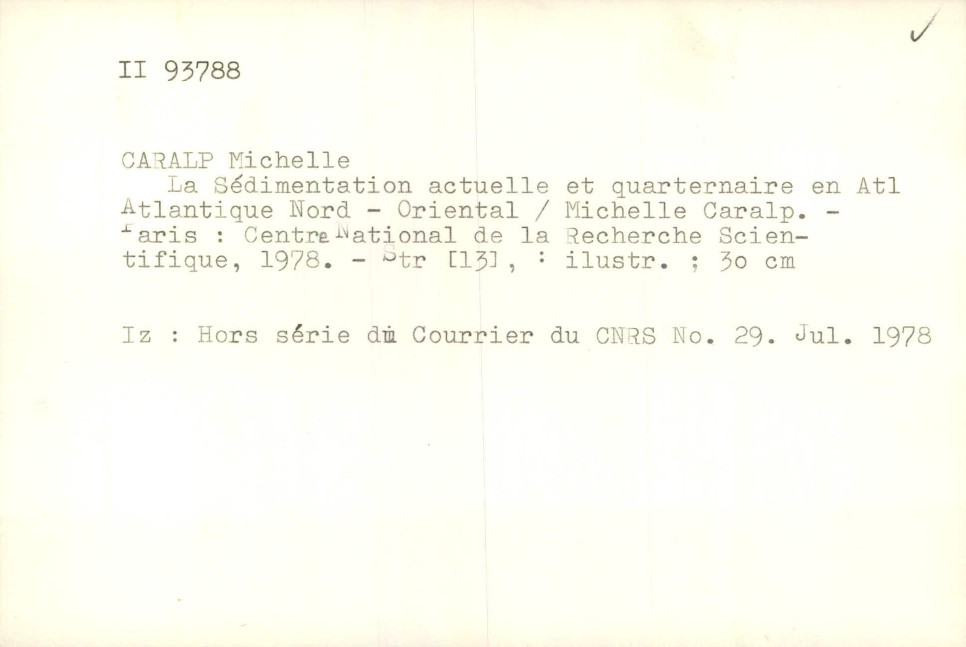 II 93788
CARALP Michelle
La Sédimentation actuelle et quarternaire en Atl
Atlantique Nord - Oriental / Michelle Caralp. -
Paris : Centre National de la Recherche Scien-
tifique, 1978. - Str [13], : ilustr. ; 30 cm
Iz : Hors série du Courrier du CNRS No. 29. Jul. 1978